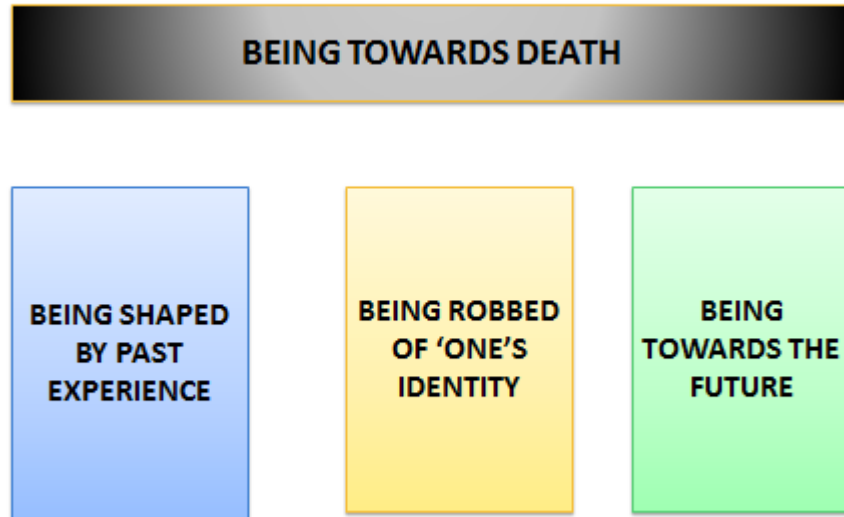 BEING TOWARDS DEATH
BEING SHAPED
BY PAST
EXPERIENCE
BEING ROBBED
OF ‘ONE’S
IDENTITY
BEING
TOWARDS THE
FUTURE